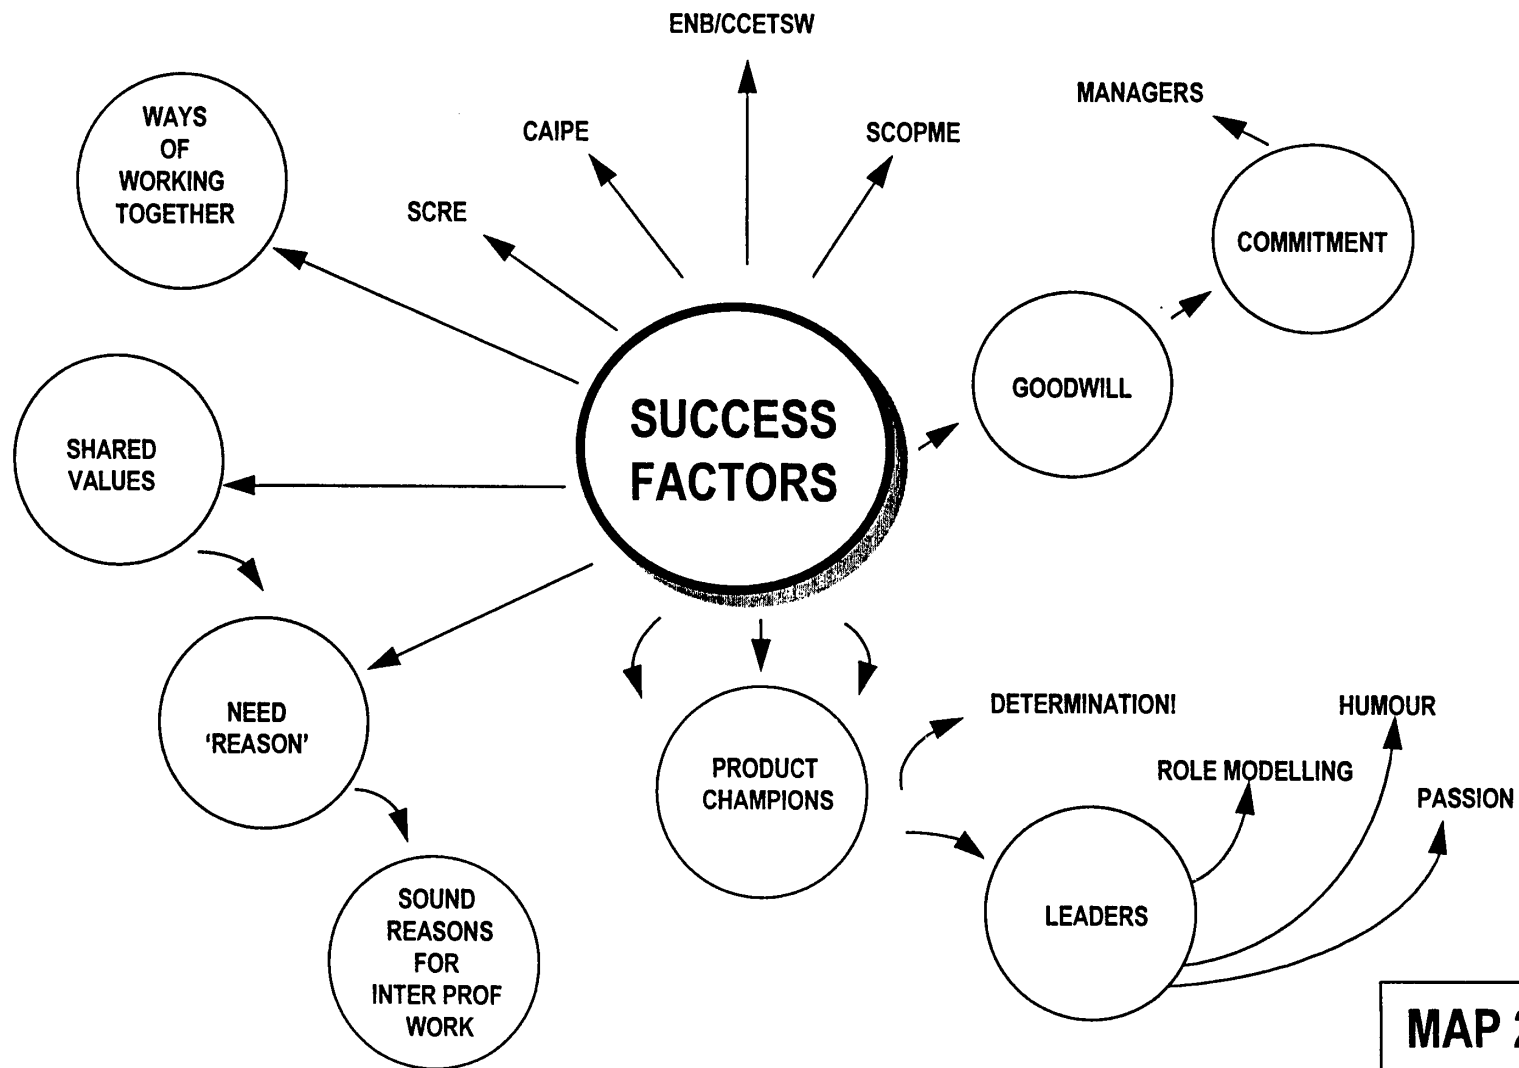 ENB/CCETSW
MANAGERS
CAIPE
SCOPME
WAYS
OF
WORKING
TOGETHER
SCRE
COMMITMENT
GOODWILL
SUCCESS
FACTORS
SHARED
VALUES
NEED
‘REASON’
PRODUCT
CHAMPIONS
DETERMINATION!
HUMOUR
ROLE MODELLING
PASSION
LEADERS
SOUND
REASONS
FOR
INTER PROF
WORK
MAP 2